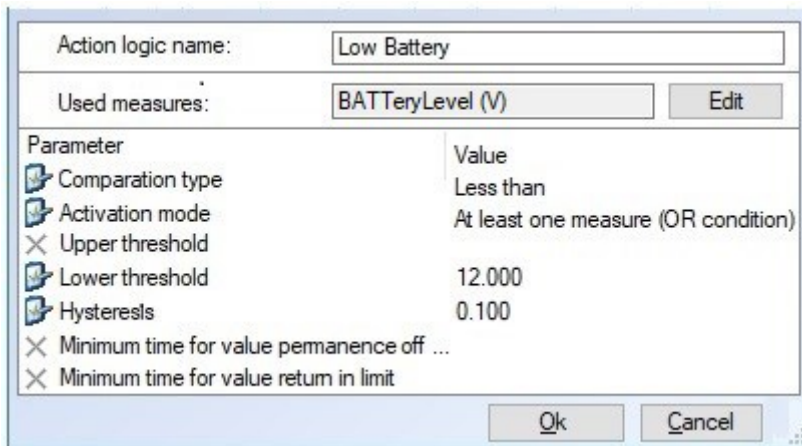 Action logic name: Low Battery
Used measures: BATTeryLevel (V) Edit
Parameter Value
Comparation type Less than
Activation mode At least one measure (OR condition)
Upper threshold
Lower threshold 12.000
Hysteresis 0.100
Minimum time for value permanence off ...
Minimum time for value return in limit
Ok Cancel